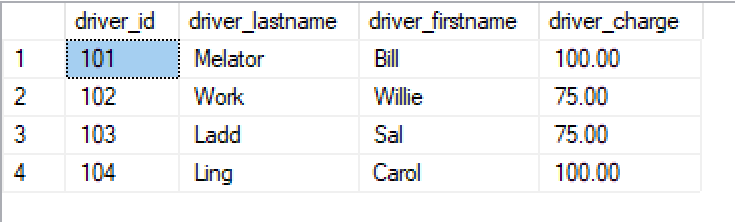 driver_id driver_lastname driver_firstname driver_charge
1 101 Melator Bill 100.00
2 102 Work Willie 75.00
3 103 Ladd Sal 75.00
4 104 Ling Carol 100.00